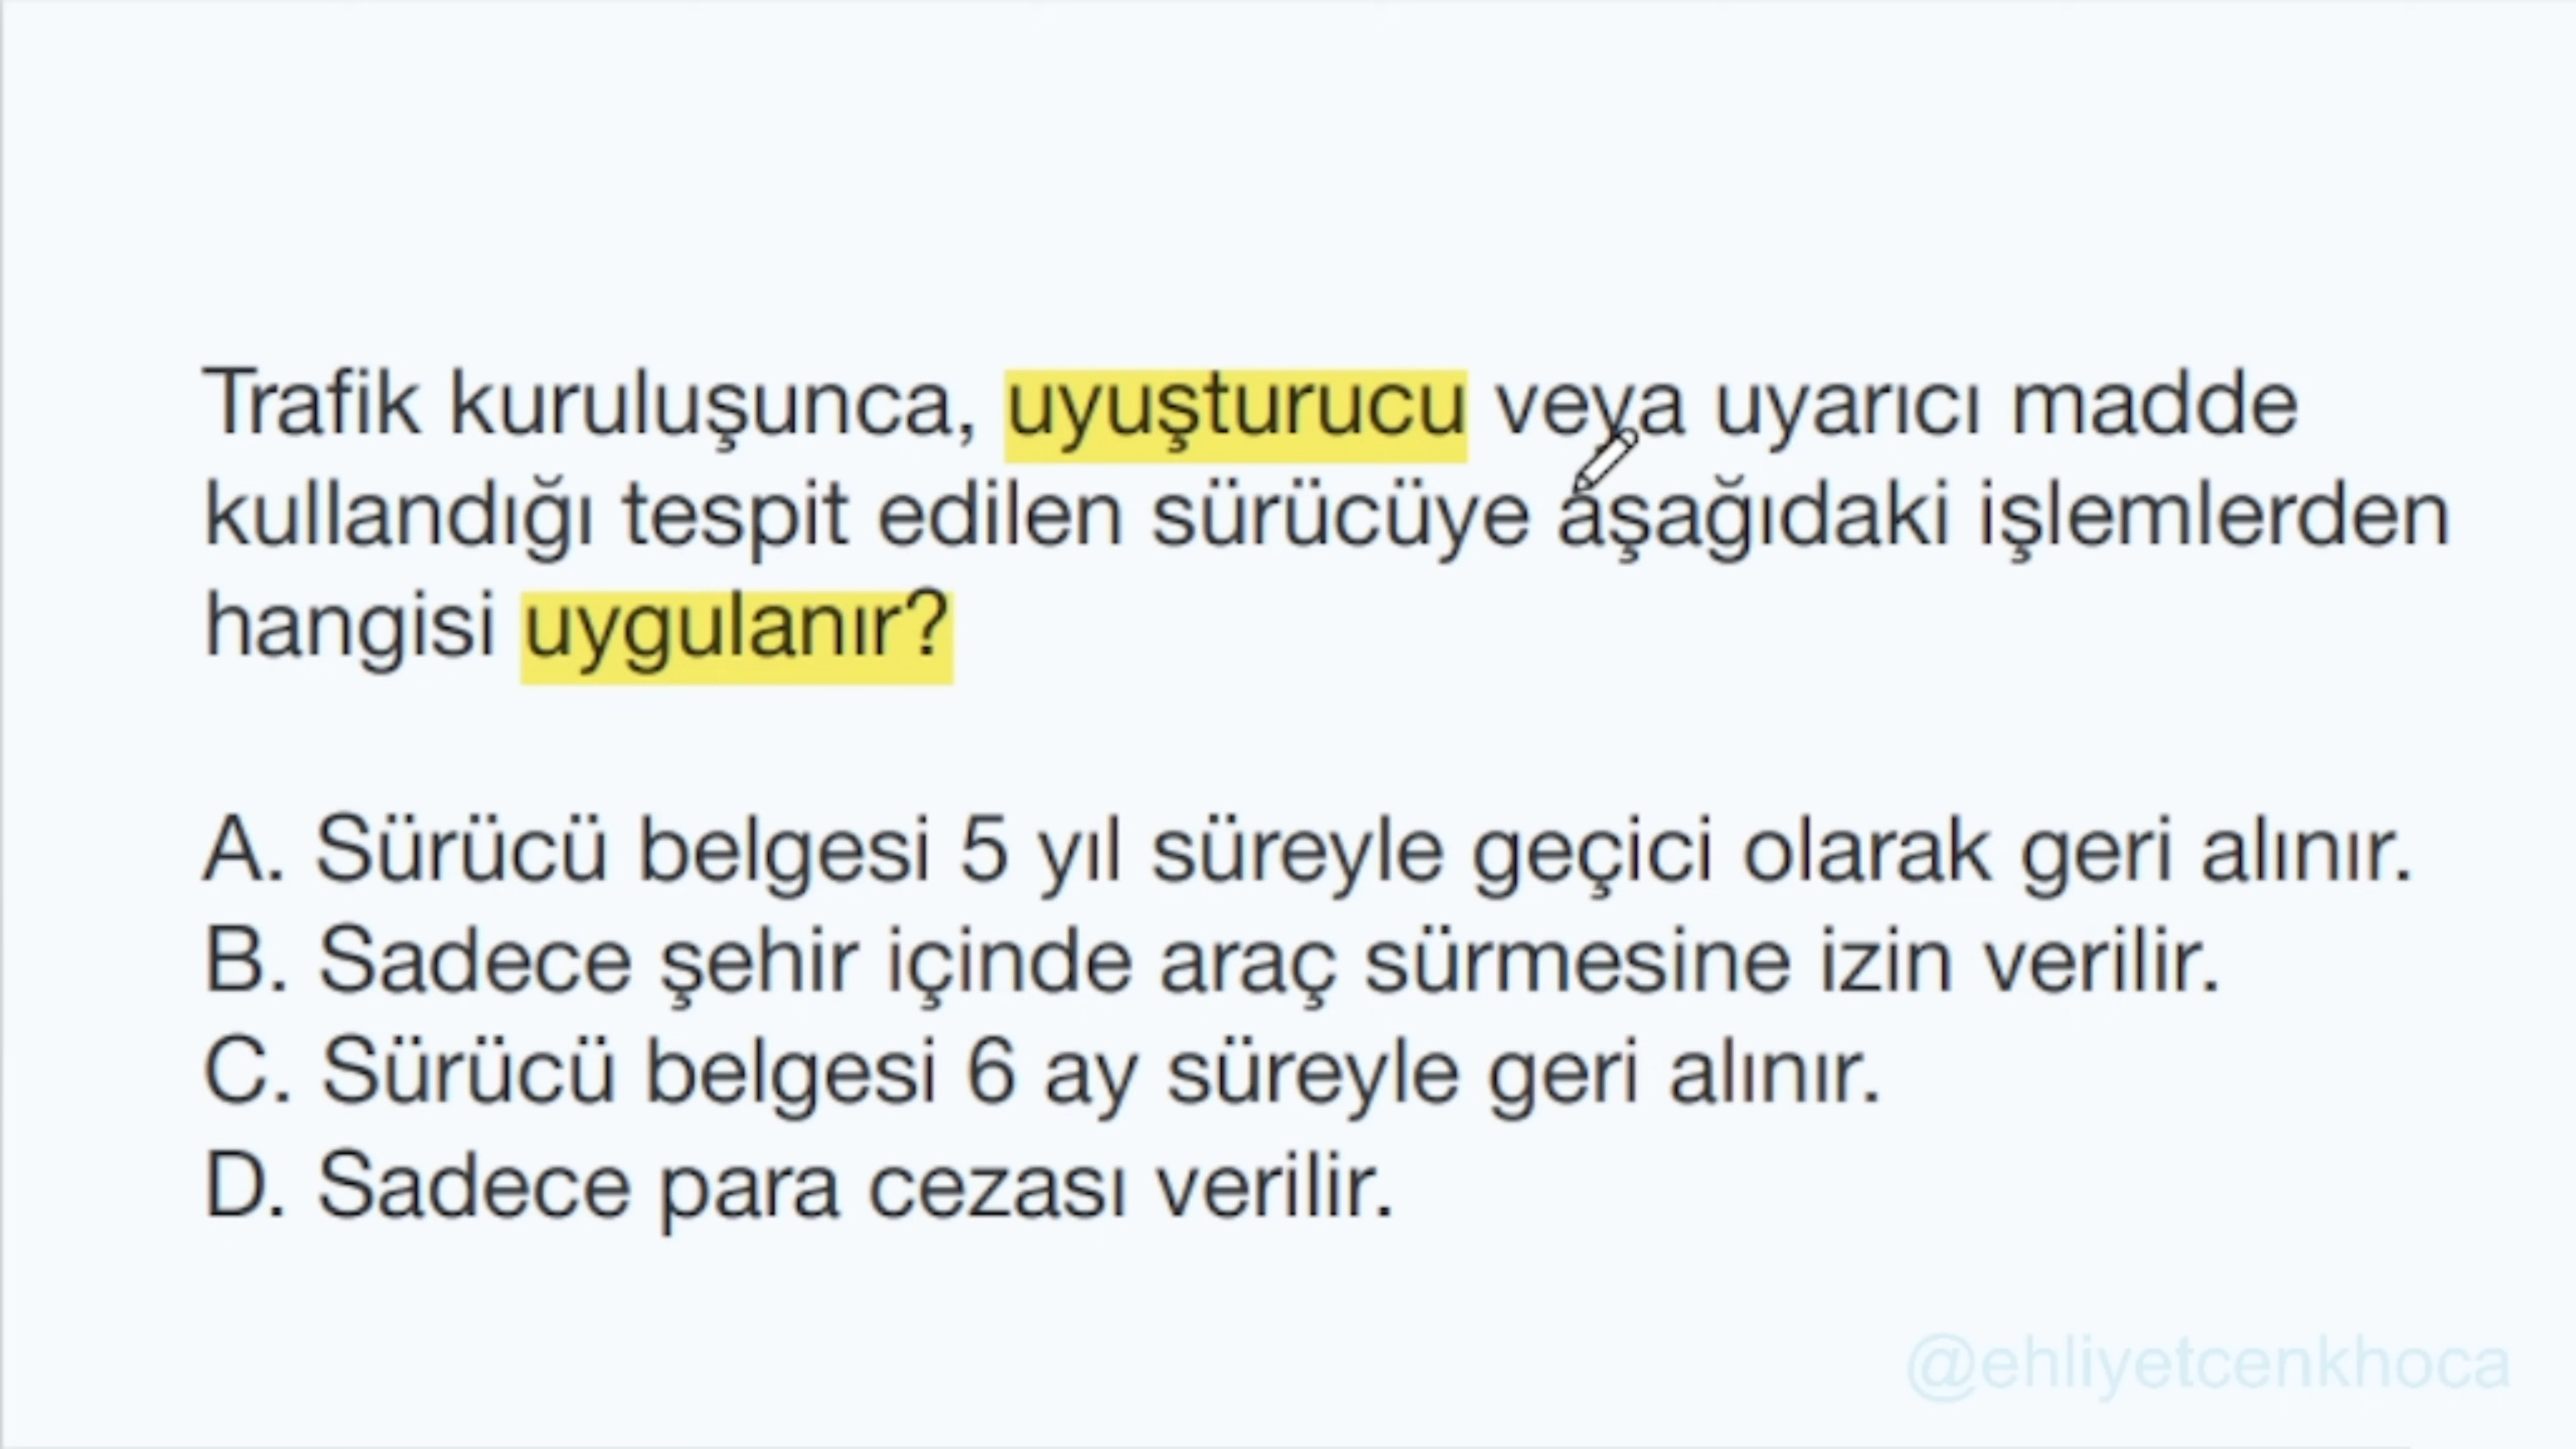 Trafik kuruluşunca, uyuşturucu veya uyarıcı madde
kullandığı tespit edilen sürücüye aşağıdaki işlemlerden
hangisi uygulanır?
A. Sürücü belgesi 5 yıl süreyle geçici olarak geri alınır.
B. Sadece şehir içinde araç sürmesine izin verilir.
C. Sürücü belgesi 6 ay süreyle geri alınır.
D. Sadece para cezası verilir.
@ehliyetcenkhoca